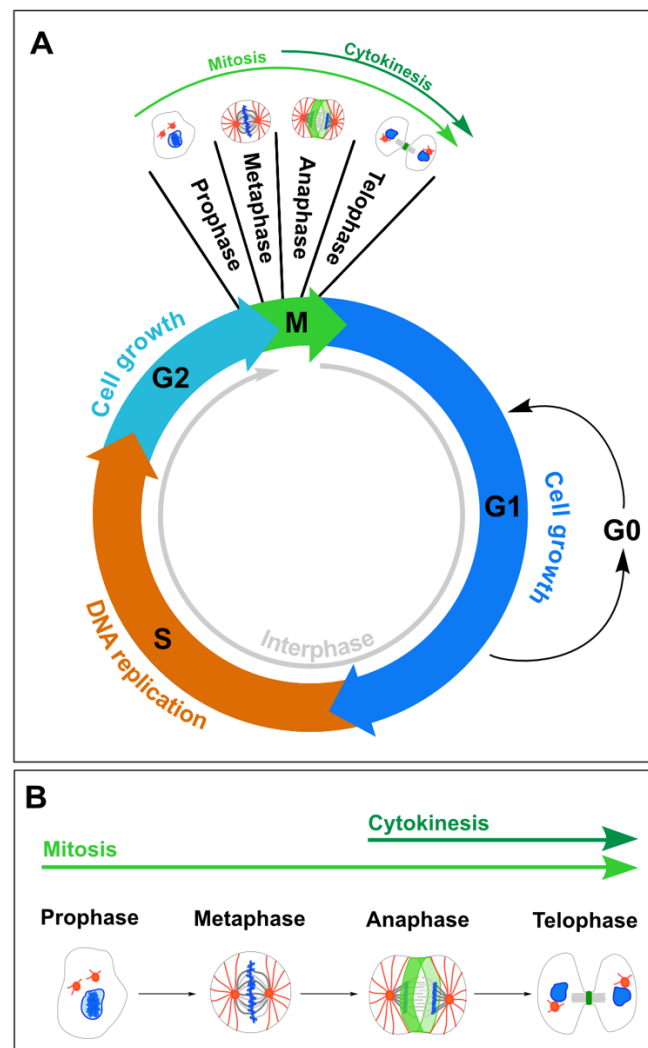 A
Mitosis
Cytokinesis
Prophase
Metaphase
Anaphase
Telophase
M
G2
Cell growth
G1
Cell growth
G0
S
DNA replication
Interphase
B
Cytokinesis
Mitosis
Prophase Metaphase Anaphase Telophase